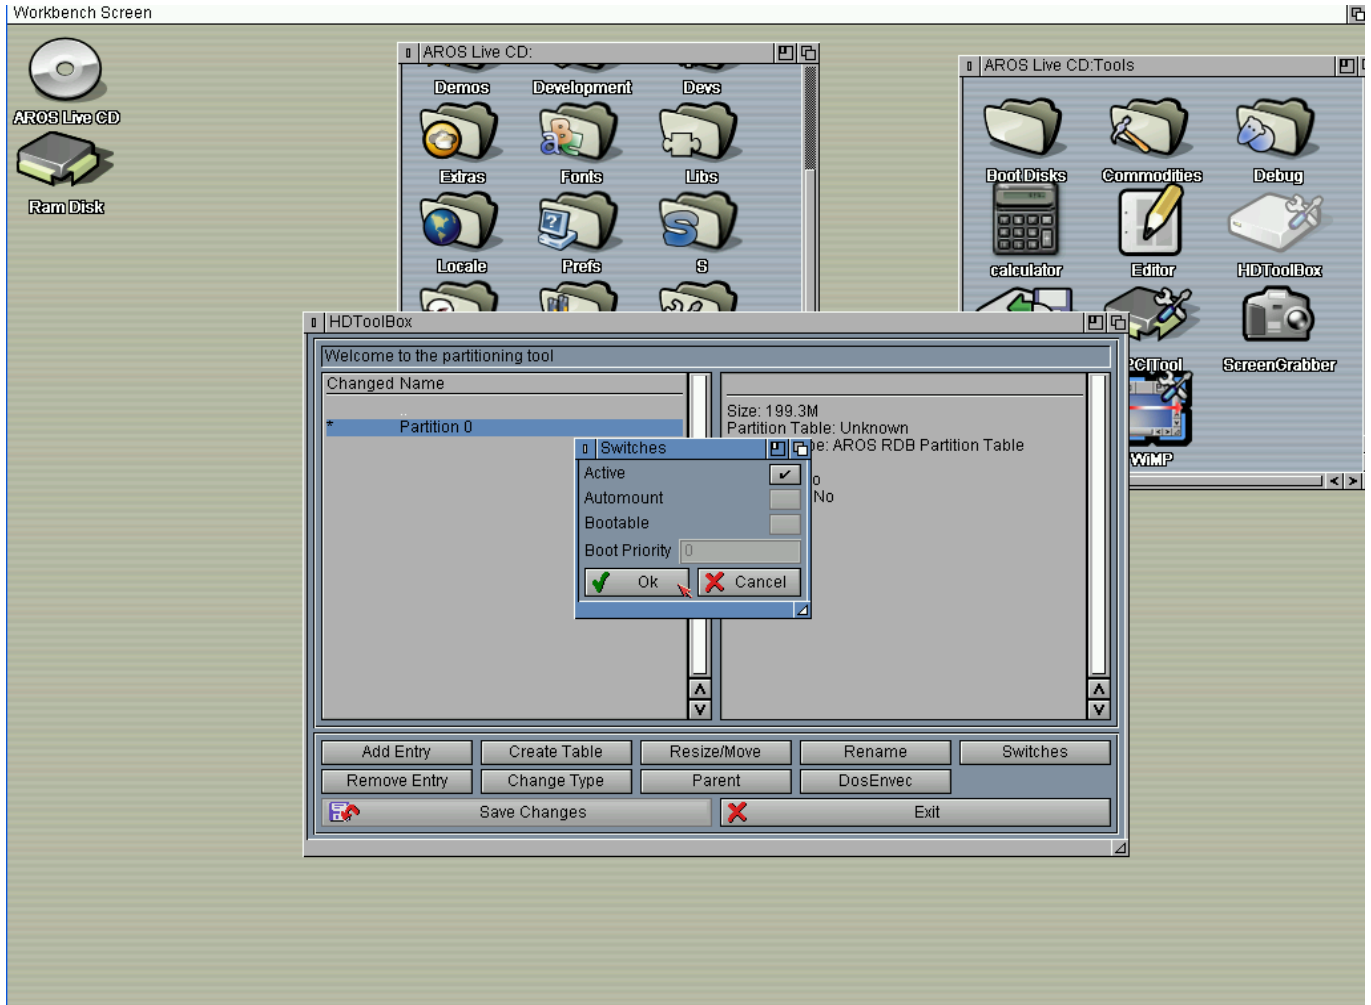 Workbench Screen
AROS Live CD
Ram Disk
AROS Live CD:
Demos Development Devs
Extras Fonts Libs
Locale Prefs S
AROS Live CD:Tools
Boot Disks Commodities Debug
calculator Editor HDToolBox
PCITool ScreenGrabber
WiMP
HDToolBox
Welcome to the partitioning tool
Changed Name
..
* Partition 0
Size: 199.3M
Partition Table: Unknown
pe: AROS RDB Partition Table
o
No
Switches
Active
Automount
Bootable
Boot Priority 0
Ok Cancel
Add Entry Create Table Resize/Move Rename Switches
Remove Entry Change Type Parent DosEnvec
Save Changes Exit